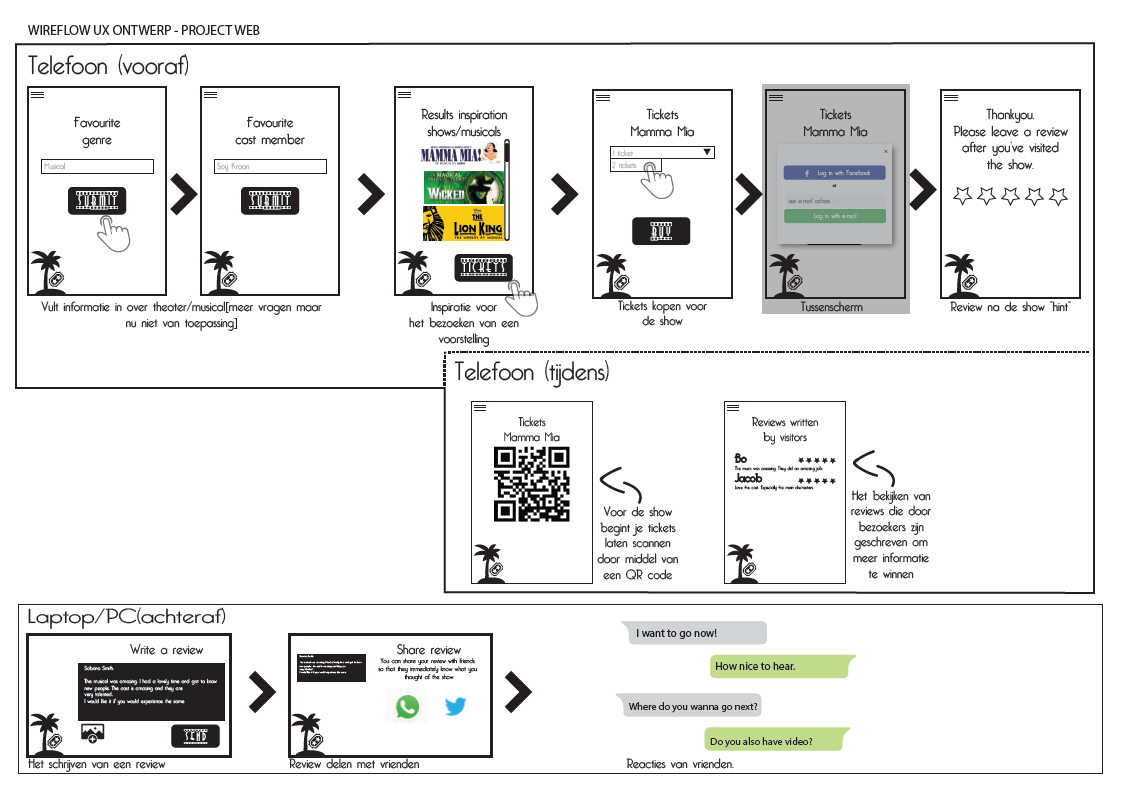 WIREFLOW UX ONTWERP - PROJECT WEB
Telefoon (vooraf)
Favourite
genre
Musical
SUBMIT
Favourite
cast member
Soy Kroon
SUBMIT
Vult informatie in over theater/musical[meer vragen maar
nu niet van toepassing]
Results inspiration
shows/musicals
MAMMA MIA!
WICKED
THE
LION KING
TICKETS
Inspiratie voor
het bezoeken van een
voorstelling
Tickets
Mamma Mia
1 ticket
2 tickets
BUY
Tickets kopen voor
de show
Tickets
Mamma Mia
×
f Log in with Facebook
or
use e-mail adress
Log in with e-mail
Tussenscherm
Thankyou.
Please leave a review
after you've visited
the show.
Review na de show "hint"
Telefoon (tijdens)
Tickets
Mamma Mia
Voor de show
begint je tickets
laten scannen
door middel van
een QR code
Reviews written
by visitors
Bo
The music was amazing. They did an amazing job.
Jacob
Love the cast. Especially the main characters.
Het bekijken van
reviews die door
bezoekers zijn
geschreven om
meer informatie
te winnen
Laptop/PC(achteraf)
Write a review
Sabrina Smith
The musical was amazing. I had a lovely time and got to know
new people. The cast is amazing and they are
very talented.
I would like it if you would experience the same
SEND
Het schrijven van een review
Share review
You can share your review with friends
so that they immediately know what you
thought of the show
Review delen met vrienden
I want to go now!
How nice to hear.
Where do you wanna go next?
Do you also have video?
Reacties van vrienden.